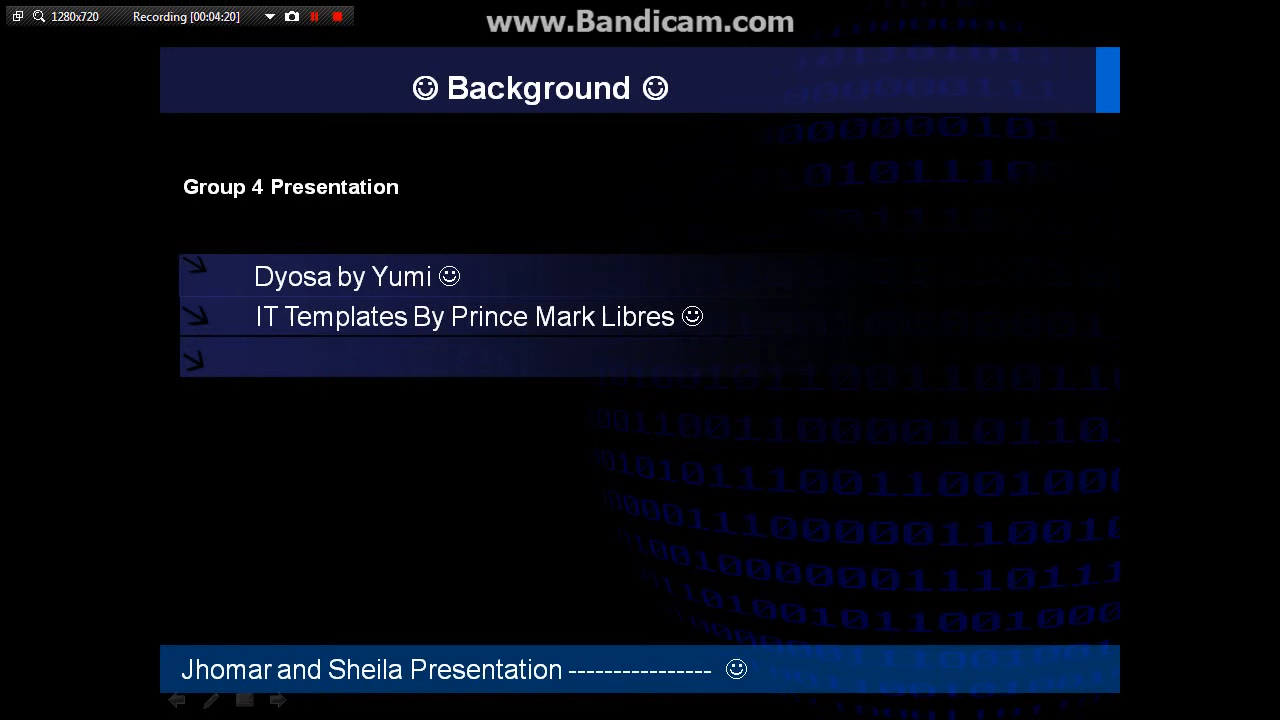 1280x720 Recording [00:04:20]
www.Bandicam.com
☺ Background ☺
Group 4 Presentation
Dyosa by Yumi ☺
IT Templates By Prince Mark Libres ☺
Jhomar and Sheila Presentation ---------------- ☺